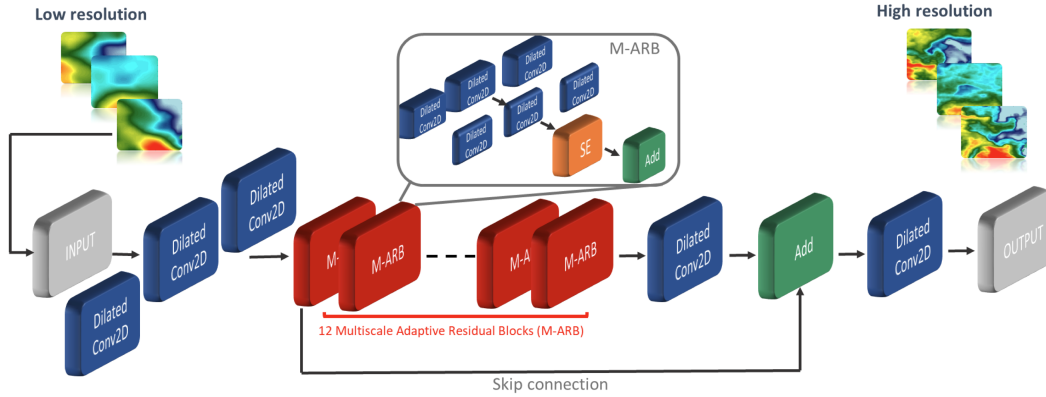 Low resolution
High resolution
M-ARB
Dilated
Conv2D
Dilated
Conv2D
Dilated
Conv2D
Dilated
Conv2D
Dilated
Conv2D
Dilated
Conv2D
SE
Add
INPUT
Dilated
Conv2D
Dilated
Conv2D
Dilated
Conv2D
M-
M-ARB
M-AR
M-ARB
Dilated
Conv2D
Add
Dilated
Conv2D
OUTPUT
12 Multiscale Adaptive Residual Blocks (M-ARB)
Skip connection